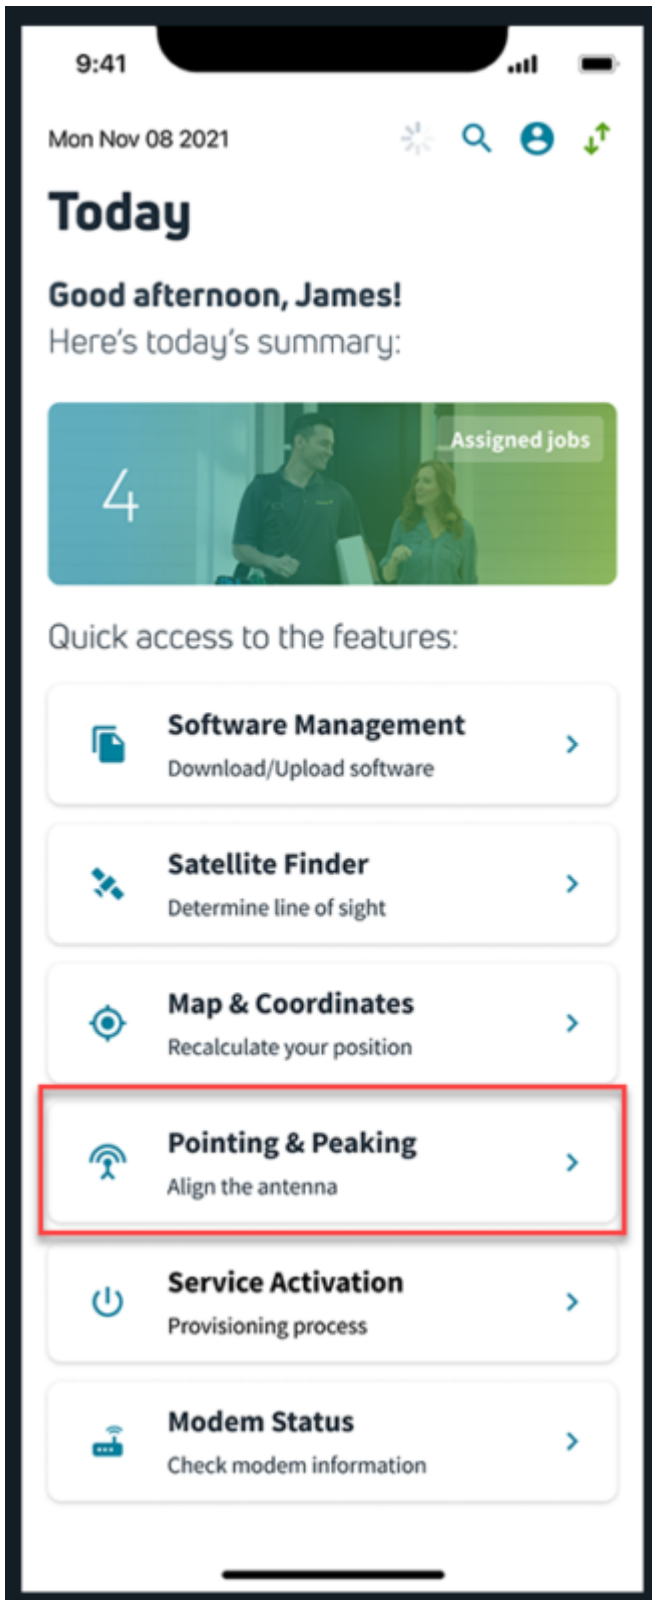 9:41
Mon Nov 08 2021
Today
Good afternoon, James!
Here's today's summary:
4
Assigned jobs
Quick access to the features:
Software Management
Download/Upload software
Satellite Finder
Determine line of sight
Map & Coordinates
Recalculate your position
Pointing & Peaking
Align the antenna
Service Activation
Provisioning process
Modem Status
Check modem information